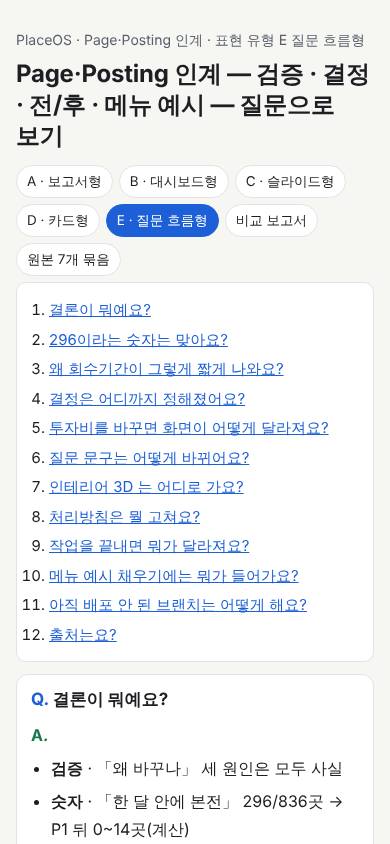 PlaceOS · Page·Posting 인계 · 표현 유형 E 질문 흐름형
Page·Posting 인계 — 검증 · 결정
· 전/후 · 메뉴 예시 — 질문으로
보기
A · 보고서형
B · 대시보드형
C · 슬라이드형
D · 카드형
E · 질문 흐름형
비교 보고서
원본 7개 묶음
1. 결론이 뭐예요?
2. 296이라는 숫자는 맞아요?
3. 왜 회수기간이 그렇게 짧게 나와요?
4. 결정은 어디까지 정해졌어요?
5. 투자비를 바꾸면 화면이 어떻게 달라져요?
6. 질문 문구는 어떻게 바뀌어요?
7. 인테리어 3D 는 어디로 가요?
8. 처리방침은 뭘 고쳐요?
9. 작업을 끝내면 뭐가 달라져요?
10. 메뉴 예시 채우기에는 뭐가 들어가요?
11. 아직 배포 안 된 브랜치는 어떻게 해요?
12. 출처는요?
Q. 결론이 뭐예요?
A.
• 검증 · 「왜 바꾸나」 세 원인은 모두 사실
• 숫자 · 「한 달 안에 본전」 296/836곳 →
P1 뒤 0~14곳(계산)